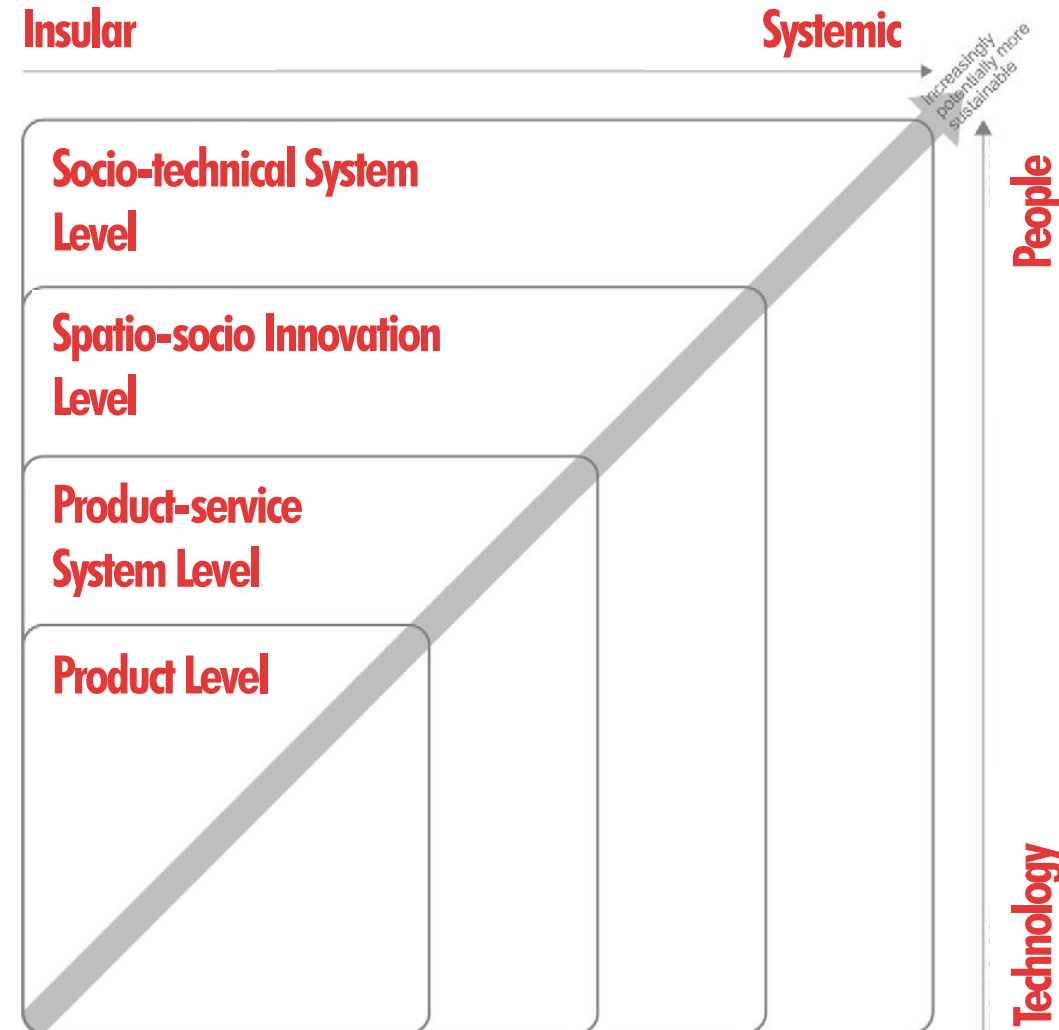 Insular
Systemic
Increasingly
potentially more
sustainable
Socio-technical System
Level
People
Spatio-socio Innovation
Level
Product-service
System Level
Product Level
Technology